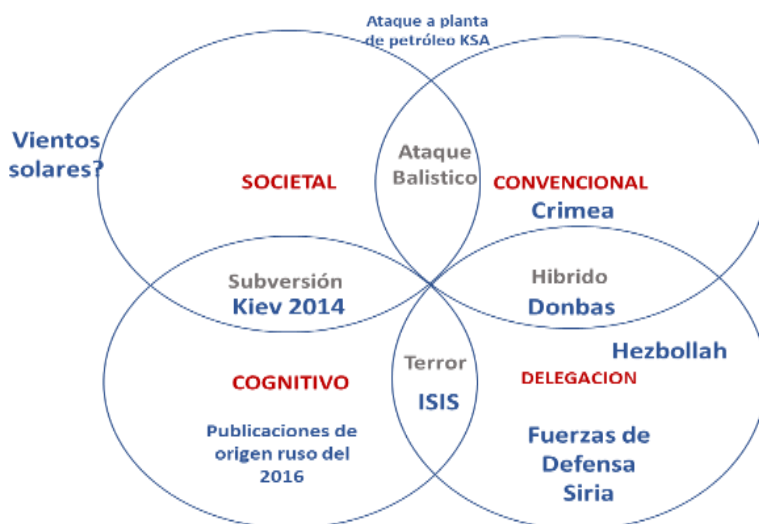 Ataque a planta
de petróleo KSA
Vientos
solares?
Ataque
Balistico
SOCIETAL
CONVENCIONAL
Crimea
Subversión
Kiev 2014
Hibrido
Donbas
Hezbollah
Terror
COGNITIVO
DELEGACION
ISIS
Publicaciones de
origen ruso del
2016
Fuerzas de
Defensa
Siria